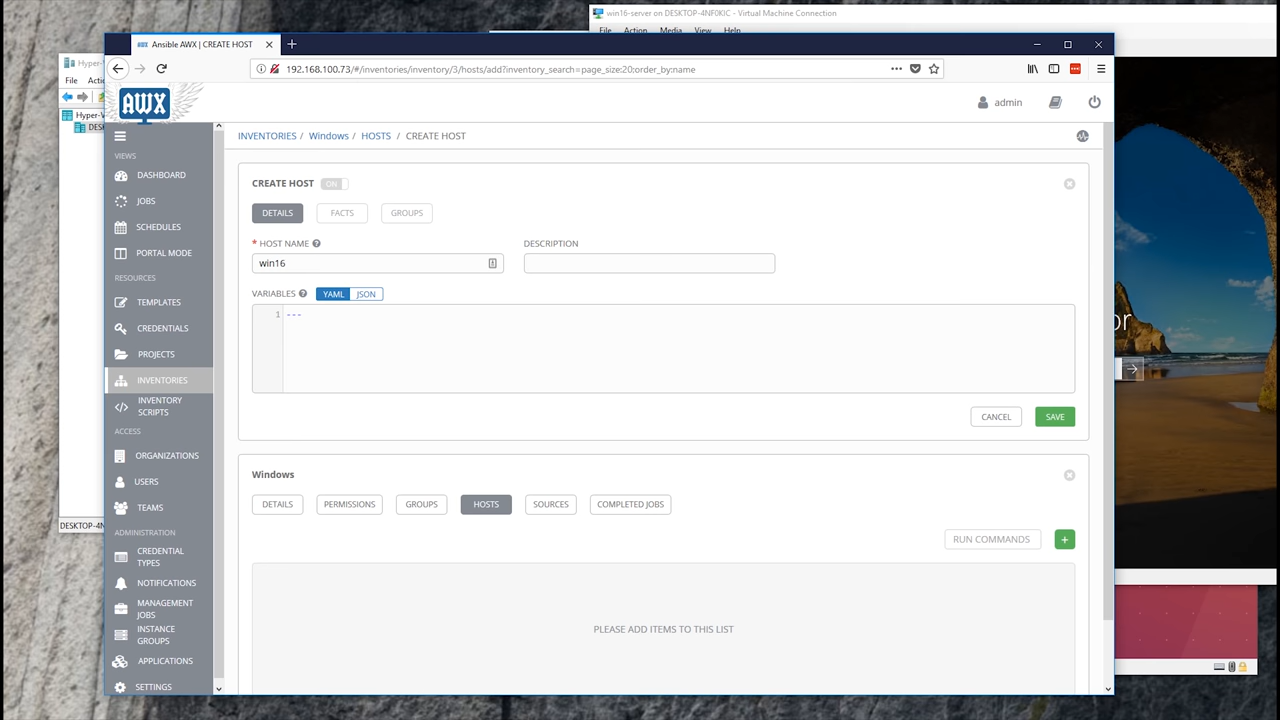 win16-server on DESKTOP-4NF0KIC - Virtual Machine Connection
File Action Media View Help
Hyper-V
File Acti
Hyper-V
DESK
DESKTOP-4N
Ansible AWX | CREATE HOST
192.168.100.73/#/inventories/inventory/3/hosts/add?inventory_search=page_size:20;order_by:name
AWX
admin
VIEWS
DASHBOARD
JOBS
SCHEDULES
PORTAL MODE
RESOURCES
TEMPLATES
CREDENTIALS
PROJECTS
INVENTORIES
INVENTORY
SCRIPTS
ACCESS
ORGANIZATIONS
USERS
TEAMS
ADMINISTRATION
CREDENTIAL
TYPES
NOTIFICATIONS
MANAGEMENT
JOBS
INSTANCE
GROUPS
APPLICATIONS
SETTINGS
INVENTORIES / Windows / HOSTS / CREATE HOST
CREATE HOST ON
DETAILS FACTS GROUPS
* HOST NAME ? DESCRIPTION
win16
VARIABLES ? YAML JSON
1 ---
CANCEL SAVE
Windows
DETAILS PERMISSIONS GROUPS HOSTS SOURCES COMPLETED JOBS
RUN COMMANDS +
PLEASE ADD ITEMS TO THIS LIST
or